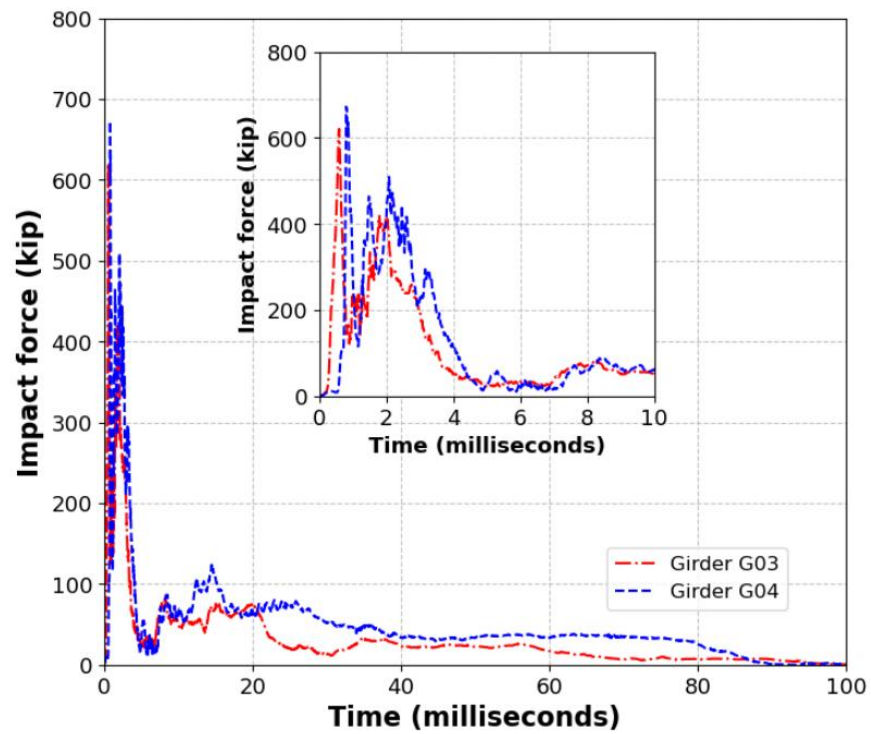 800
700
600
500
400
300
200
100
0
Impact force (kip)
800
600
400
200
0
Impact force (kip)
0 2 4 6 8 10
Time (milliseconds)
Girder G03
Girder G04
0 20 40 60 80 100
Time (milliseconds)